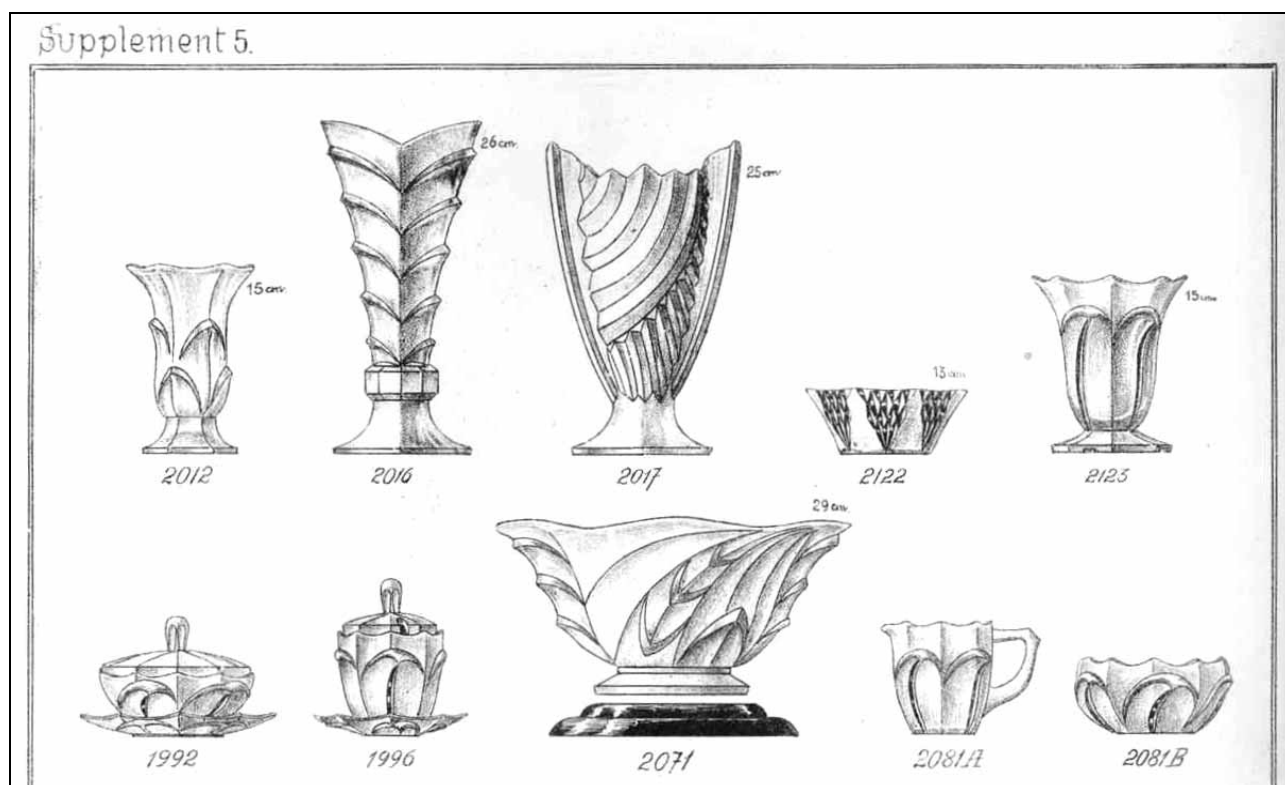 Supplement 5.
26 cm.
25 cm
15 cm.
15 cm
13 cm
2012
2016
2017
2122
2123
29 cm.
1992
1996
2071
2081A
2081B